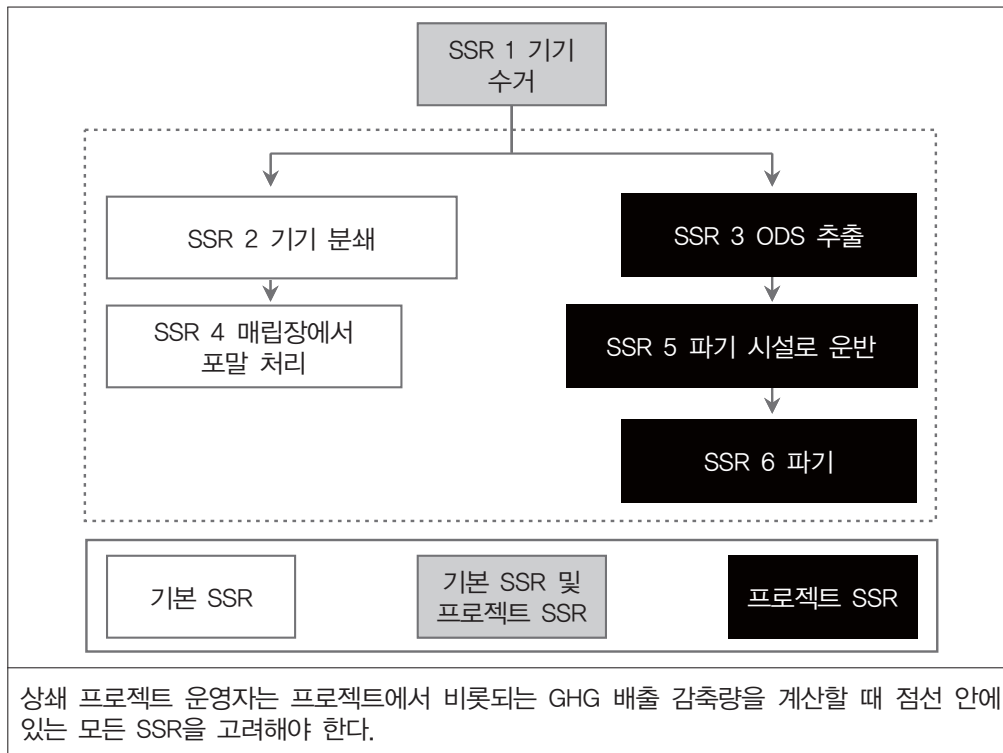 SSR 1 기기
수거
SSR 2 기기 분쇄
SSR 3 ODS 추출
SSR 4 매립장에서
포말 처리
SSR 5 파기 시설로 운반
SSR 6 파기
기본 SSR
기본 SSR 및
프로젝트 SSR
프로젝트 SSR
상쇄 프로젝트 운영자는 프로젝트에서 비롯되는 GHG 배출 감축량을 계산할 때 점선 안에
있는 모든 SSR을 고려해야 한다.